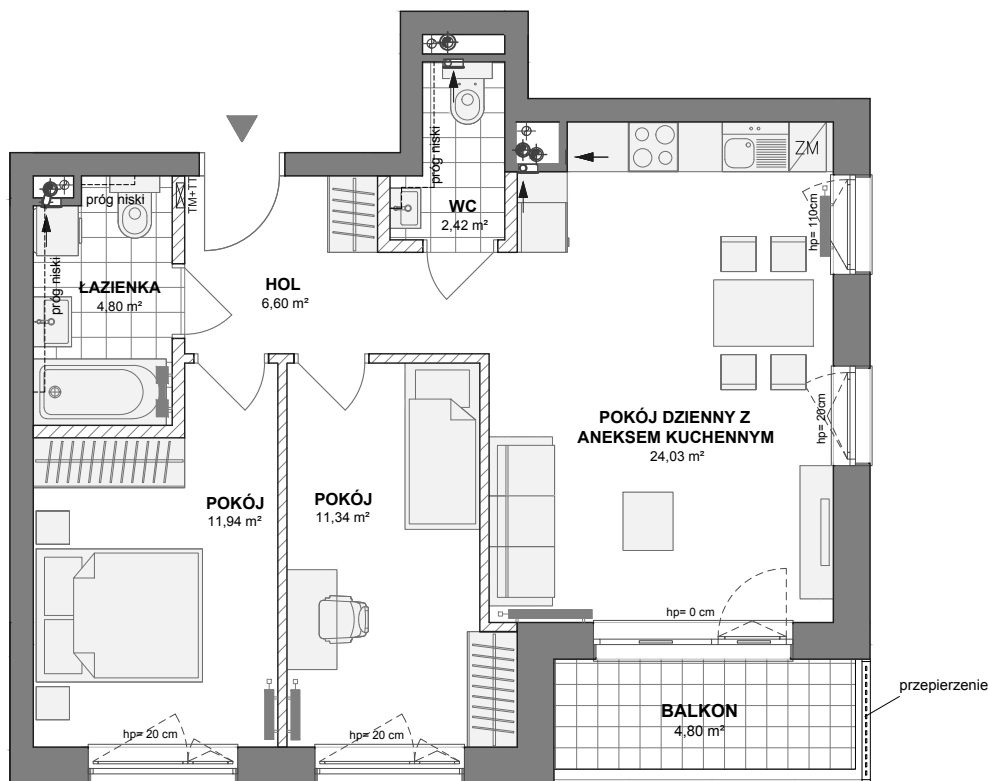 próg niski
TM+TT
próg niski
próg niski
ŁAZIENKA
4.80 m²
HOL
6,60 m²
WC
2,42 m²
ZM
hp= 110cm
hp= 20cm
POKÓJ DZIENNY Z
ANEKSEM KUCHENNYM
24,03 m²
POKÓJ
11,94 m²
POKÓJ
11,34 m²
hp= 0 cm
hp= 20 cm
hp= 20 cm
BALKON
4,80 m²
przepierzenie